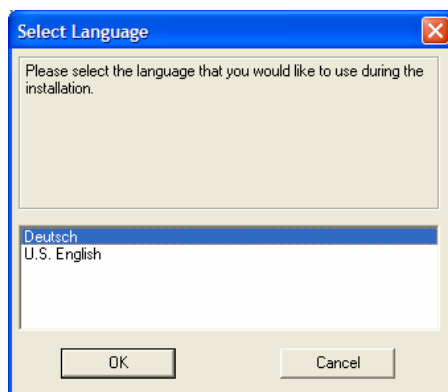 Select Language
Please select the language that you would like to use during the
installation.
Deutsch
U.S. English
OK
Cancel